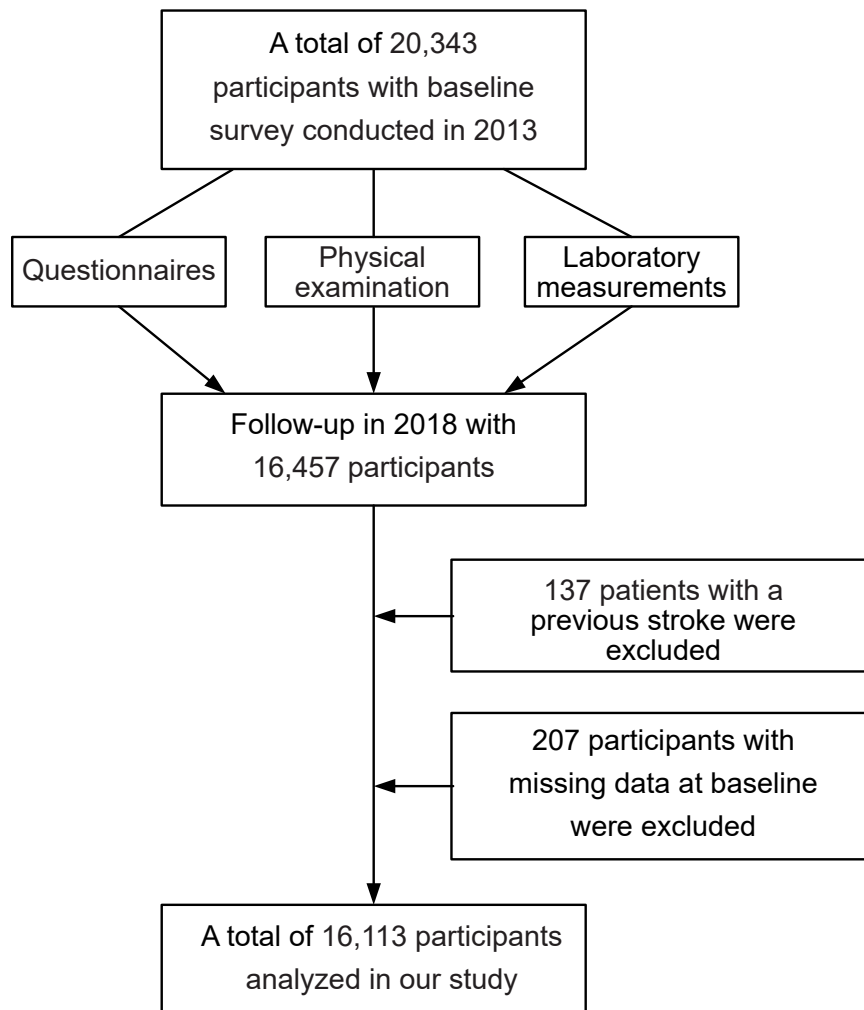 A total of 20,343
participants with baseline
survey conducted in 2013
Questionnaires
Physical
examination
Laboratory
measurements
Follow-up in 2018 with
16,457 participants
137 patients with a
previous stroke were
excluded
207 participants with
missing data at baseline
were excluded
A total of 16,113 participants
analyzed in our study